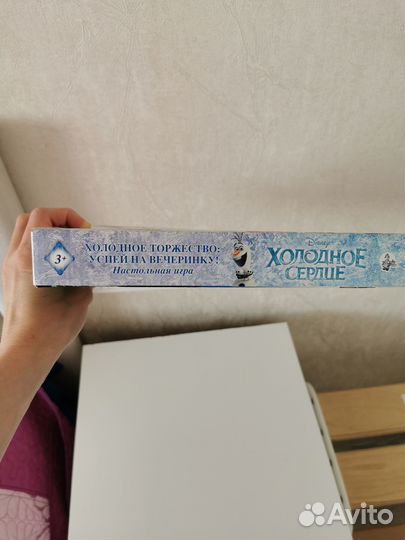 3+
ХОЛОДНОЕ ТОРЖЕСТВО:
УСПЕЙ НА ВЕЧЕРИНКУ!
Настольная игра
Disney
ХОЛОДНОЕ
СЕРДЦЕ
Avito